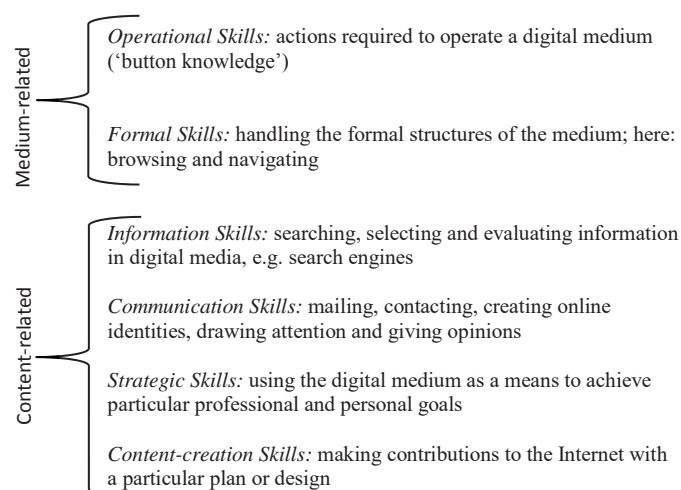 Medium-related
Operational Skills: actions required to operate a digital medium
(‘button knowledge’)
Formal Skills: handling the formal structures of the medium; here:
browsing and navigating
Content-related
Information Skills: searching, selecting and evaluating information
in digital media, e.g. search engines
Communication Skills: mailing, contacting, creating online
identities, drawing attention and giving opinions
Strategic Skills: using the digital medium as a means to achieve
particular professional and personal goals
Content-creation Skills: making contributions to the Internet with
a particular plan or design